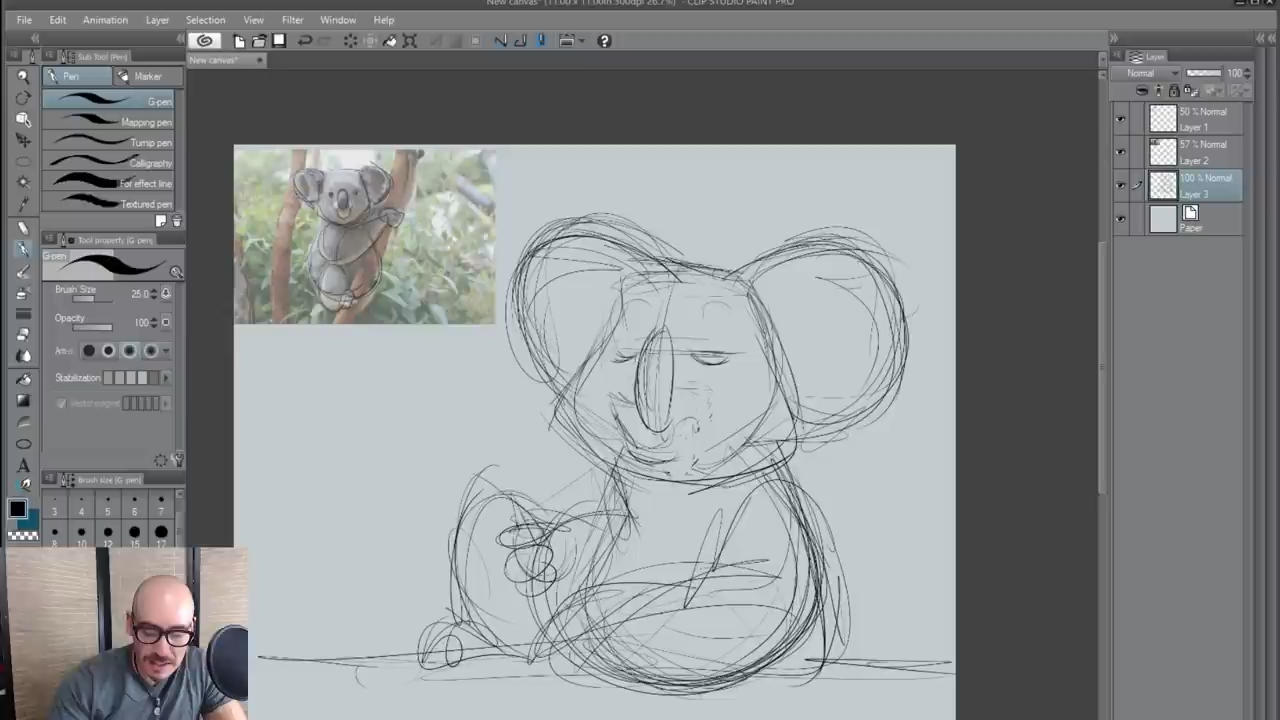 New canvas* (11.00 x 11.00in 300dpi 26.7%) - CLIP STUDIO PAINT PRO
File Edit Animation Layer Selection View Filter Window Help
Sub Tool [Pen]
Layer
New canvas*
Pen Marker
Normal 100
G-pen
Mapping pen
Turnip pen
Calligraphy
For effect line
Textured pen
50 % Normal
Layer 1
57 % Normal
Layer 2
100 % Normal
Layer 3
Paper
Tool property [G-pen]
G-pen
Brush Size 25.0
Opacity 100
Stabilization
Brush size [G-pen]
3 4 5 6 7
8 10 12 15 17